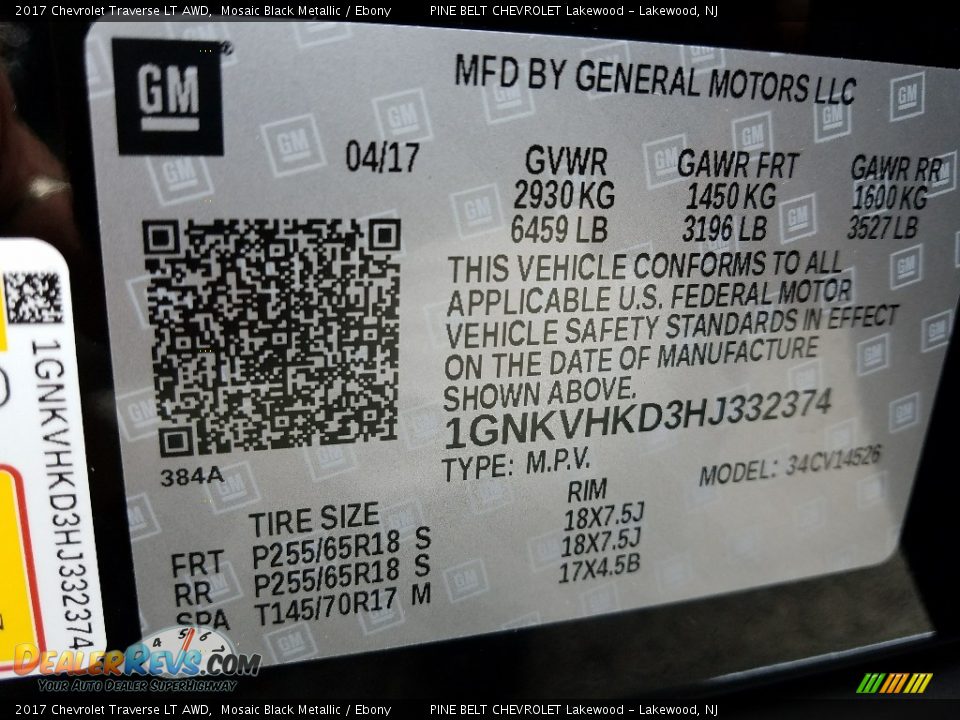 2017 Chevrolet Traverse LT AWD, Mosaic Black Metallic / Ebony PINE BELT CHEVROLET Lakewood - Lakewood, NJ
GM®
MFD BY GENERAL MOTORS LLC
04/17 GVWR GAWR FRT GAWR RR
2930 KG 1450 KG 1600 KG
6459 LB 3196 LB 3527 LB
THIS VEHICLE CONFORMS TO ALL
APPLICABLE U.S. FEDERAL MOTOR
VEHICLE SAFETY STANDARDS IN EFFECT
ON THE DATE OF MANUFACTURE
SHOWN ABOVE.
1GNKVHKD3HJ332374
384A
TYPE: M.P.V. MODEL: 34CV14526
TIRE SIZE RIM
FRT P255/65R18 S 18X7.5J
RR P255/65R18 S 18X7.5J
SPA T145/70R17 M 17X4.5B
1GNKVHKD3HJ332374
DEALERREVS.COM
YOUR AUTO DEALER SUPERHIGHWAY
2017 Chevrolet Traverse LT AWD, Mosaic Black Metallic / Ebony PINE BELT CHEVROLET Lakewood - Lakewood, NJ